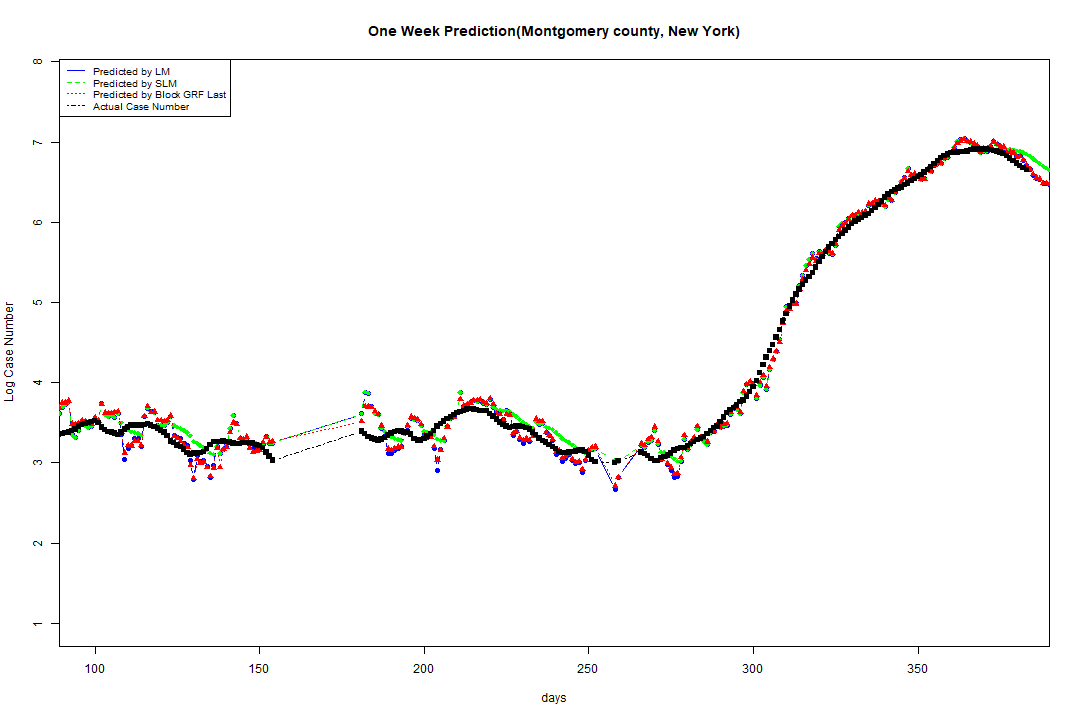 One Week Prediction(Montgomery county, New York)
Predicted by LM
Predicted by SLM
Predicted by Block GRF Last
Actual Case Number
8
7
6
5
4
3
2
1
Log Case Number
100 150 200 250 300 350
days